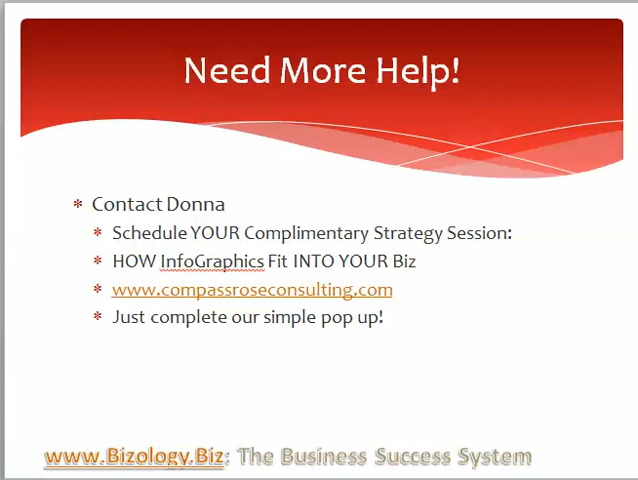 Need More Help!
Contact Donna
Schedule YOUR Complimentary Strategy Session:
HOW InfoGraphics Fit INTO YOUR Biz
www.compassroseconsulting.com
Just complete our simple pop up!
www.Bizology.Biz: The Business Success System